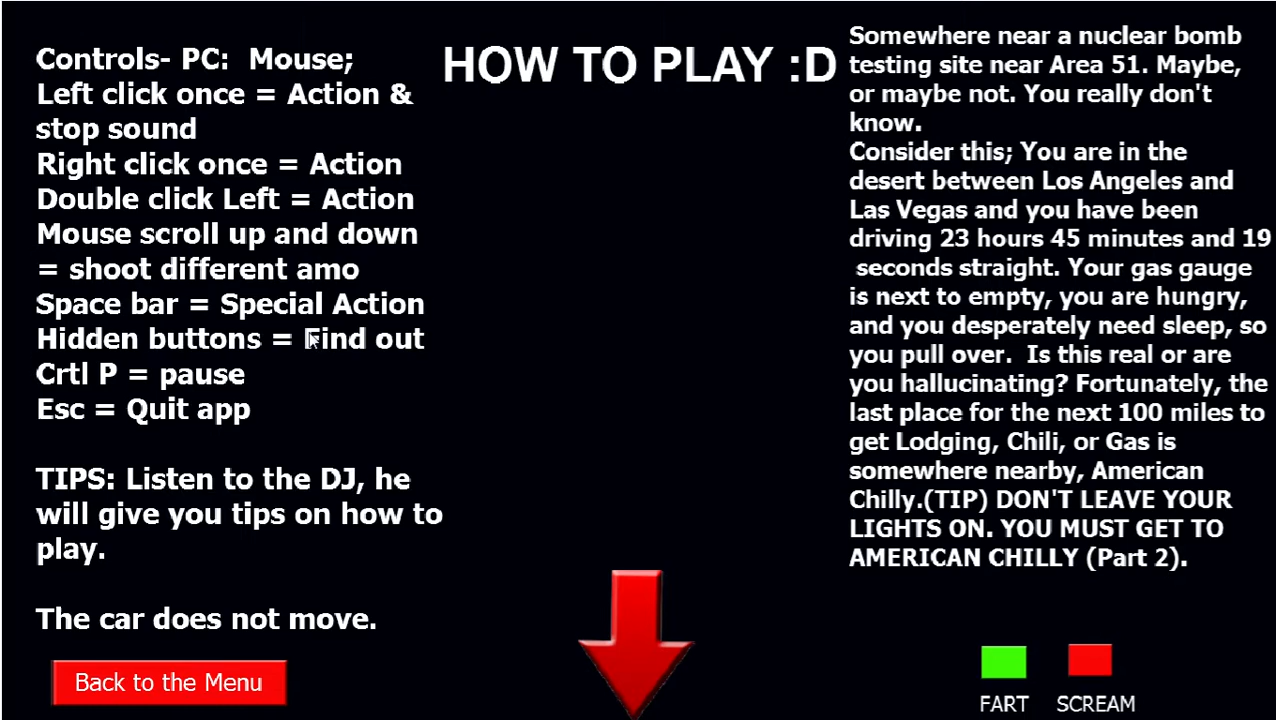 HOW TO PLAY :D
Controls- PC:  Mouse;
Left click once = Action &
stop sound
Right click once = Action
Double click Left = Action
Mouse scroll up and down
= shoot different amo
Space bar = Special Action
Hidden buttons = Find out
Crtl P = pause
Esc = Quit app
TIPS: Listen to the DJ, he
will give you tips on how to
play.
The car does not move.
Back to the Menu
Somewhere near a nuclear bomb
testing site near Area 51. Maybe,
or maybe not. You really don't
know.
Consider this; You are in the
desert between Los Angeles and
Las Vegas and you have been
driving 23 hours 45 minutes and 19
seconds straight. Your gas gauge
is next to empty, you are hungry,
and you desperately need sleep, so
you pull over.  Is this real or are
you hallucinating? Fortunately, the
last place for the next 100 miles to
get Lodging, Chili, or Gas is
somewhere nearby, American
Chilly.(TIP) DON'T LEAVE YOUR
LIGHTS ON. YOU MUST GET TO
AMERICAN CHILLY (Part 2).
FART
SCREAM